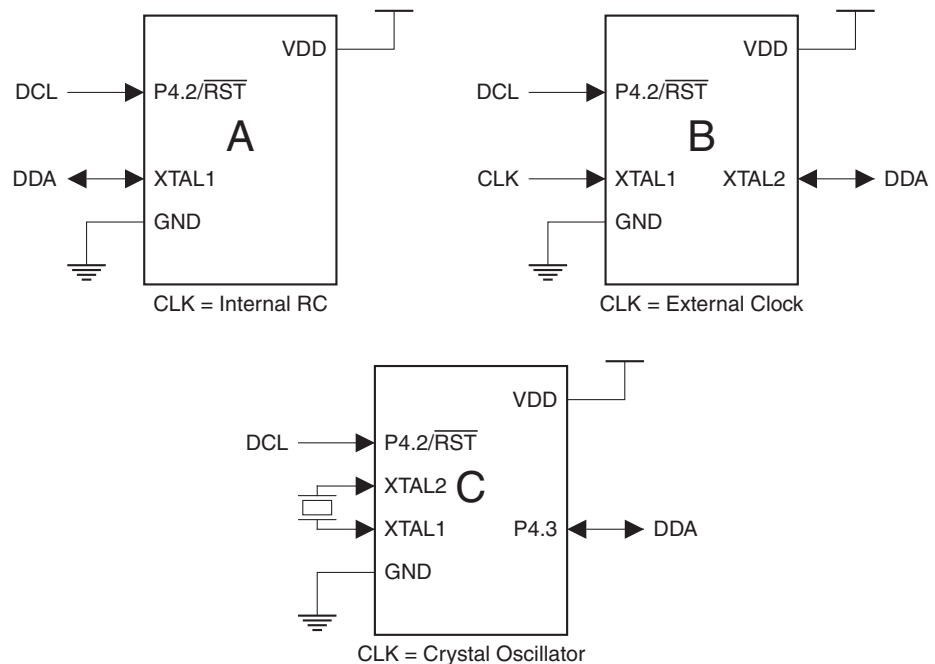 VDD
DCL P4.2/RST
A
DDA XTAL1
GND
CLK = Internal RC
VDD
DCL P4.2/RST
B
CLK XTAL1 XTAL2 DDA
GND
CLK = External Clock
VDD
DCL P4.2/RST
XTAL2 C
XTAL1 P4.3 DDA
GND
CLK = Crystal Oscillator